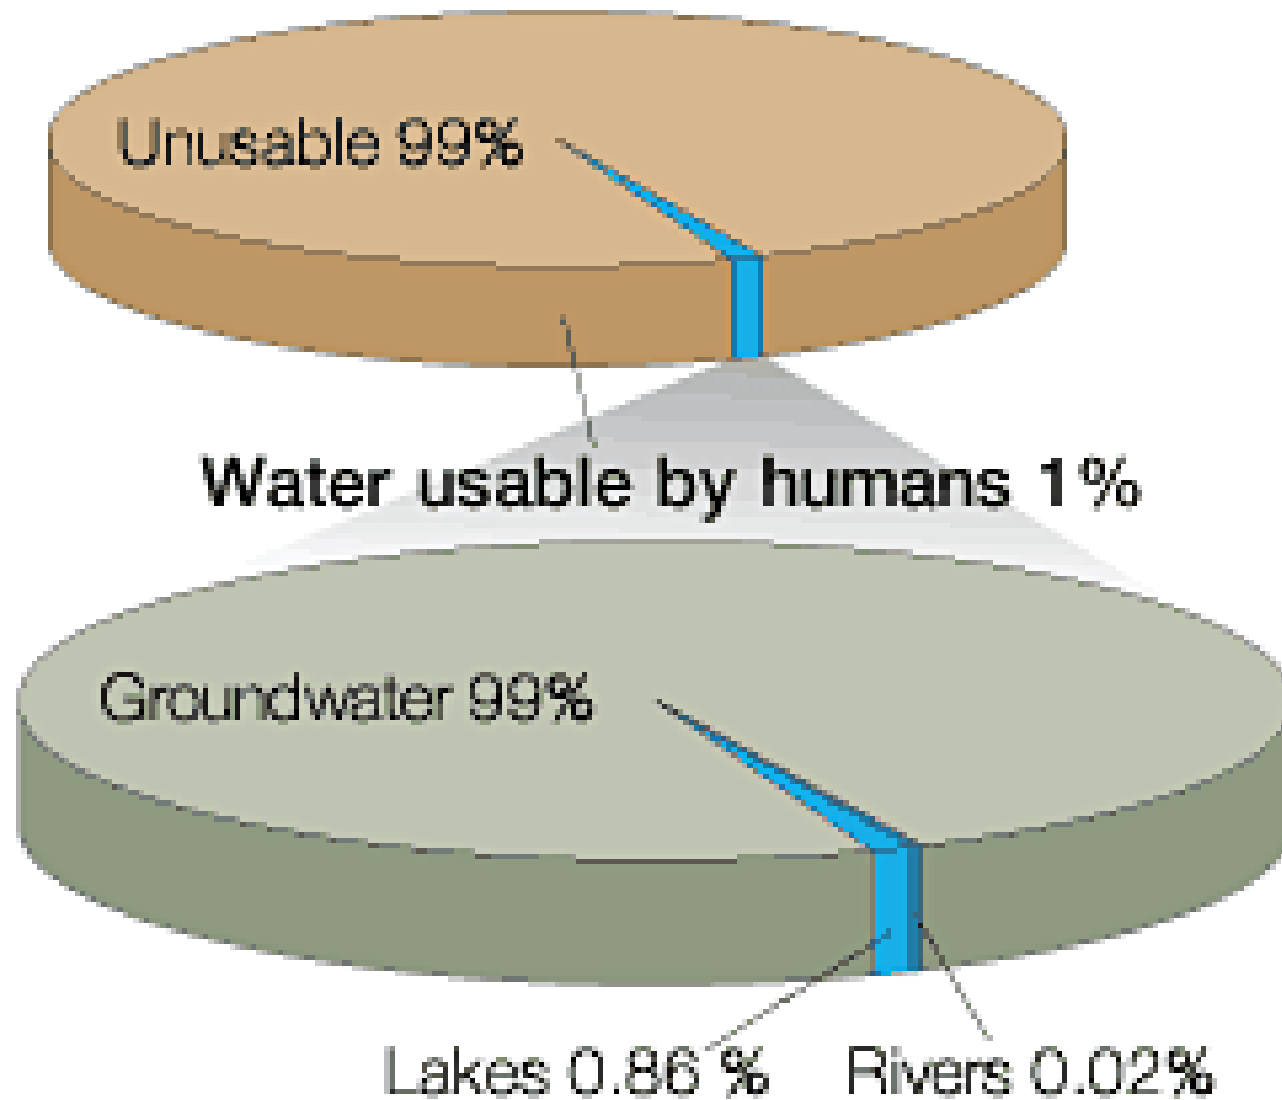 Unusable 99%
Water usable by humans 1%
Groundwater 99%
Lakes 0.86 % Rivers 0.02%